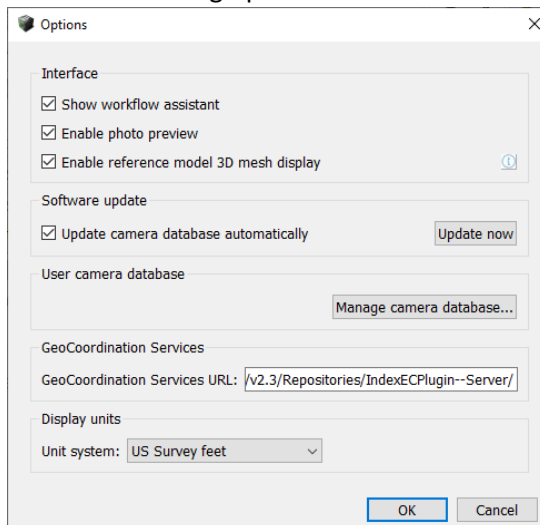 Options
Interface
Show workflow assistant
Enable photo preview
Enable reference model 3D mesh display
Software update
Update camera database automatically
Update now
User camera database
Manage camera database...
GeoCoordination Services
GeoCoordination Services URL: /v2.3/Repositories/IndexECPlugin--Server/
Display units
Unit system: US Survey feet
OK Cancel